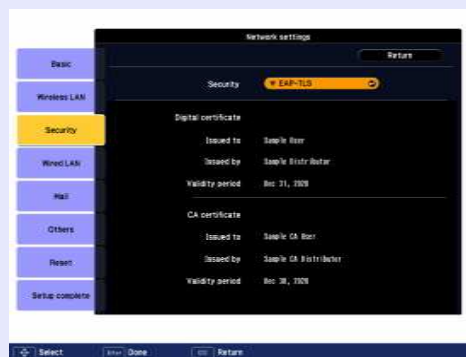 Network settings
Return
Basic
Wireless LAN
Security
Wired LAN
Mail
Others
Reset
Setup complete
Security EAP-TLS
Digital certificate
Issued to Sample User
Issued by Sample Distributor
Validity period Dec 31, 2020
CA certificate
Issued to Sample CA User
Issued by Sample CA Distributor
Validity period Dec 30, 2020
Select Enter Done ESC Return